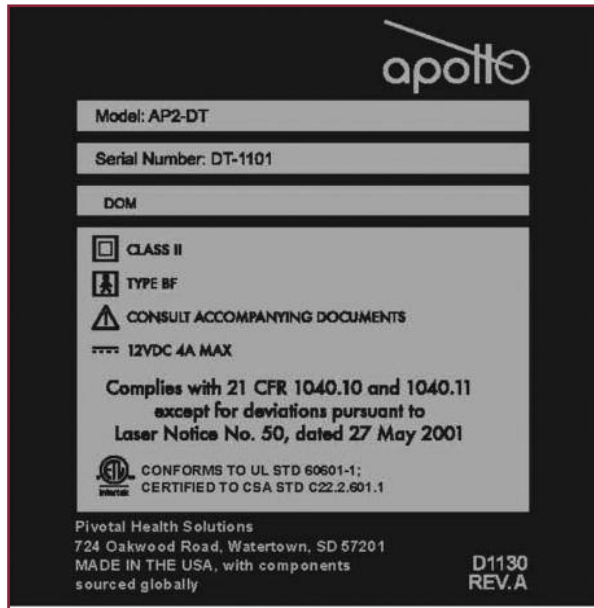 apollo
Model: AP2-DT
Serial Number: DT-1101
DOM
CLASS II
TYPE BF
CONSULT ACCOMPANYING DOCUMENTS
12VDC 4A MAX
Complies with 21 CFR 1040.10 and 1040.11
except for deviations pursuant to
Laser Notice No. 50, dated 27 May 2001
ETL
Intertek
CONFORMS TO UL STD 60601-1;
CERTIFIED TO CSA STD C22.2.601.1
Pivotal Health Solutions
724 Oakwood Road, Watertown, SD 57201
MADE IN THE USA, with components
sourced globally
D1130
REV.A